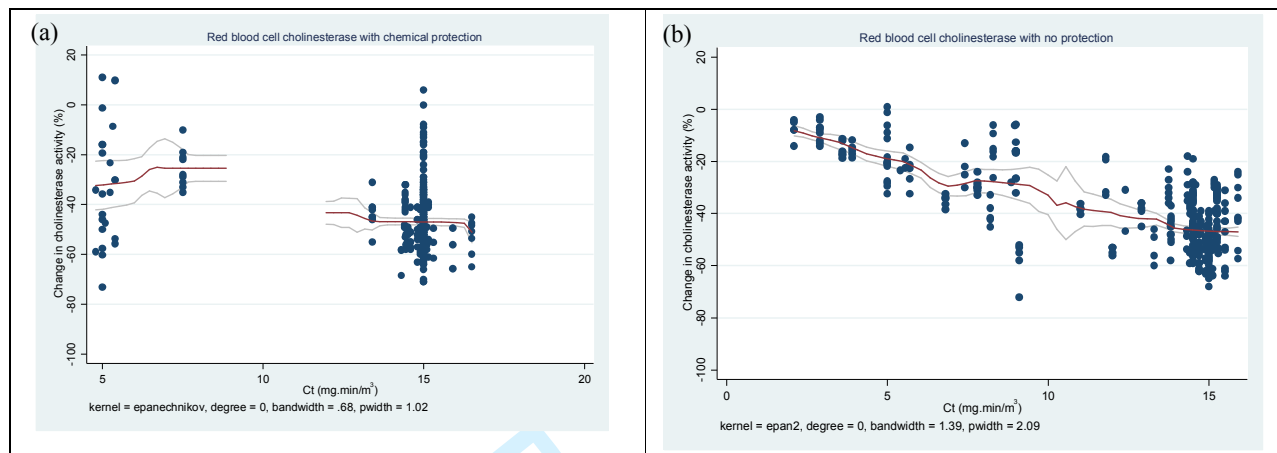 (a)
Red blood cell cholinesterase with chemical protection
Change in cholinesterase activity (%)
20
0
-20
-40
-60
-80
-100
5
10
15
20
Ct (mg.min/m³)
kernel = epanechnikov, degree = 0, bandwidth = .68, pwidth = 1.02
(b)
Red blood cell cholinesterase with no protection
Change in cholinesterase activity (%)
20
0
-20
-40
-60
-80
-100
0
5
10
15
Ct (mg.min/m³)
kernel = epan2, degree = 0, bandwidth = 1.39, pwidth = 2.09